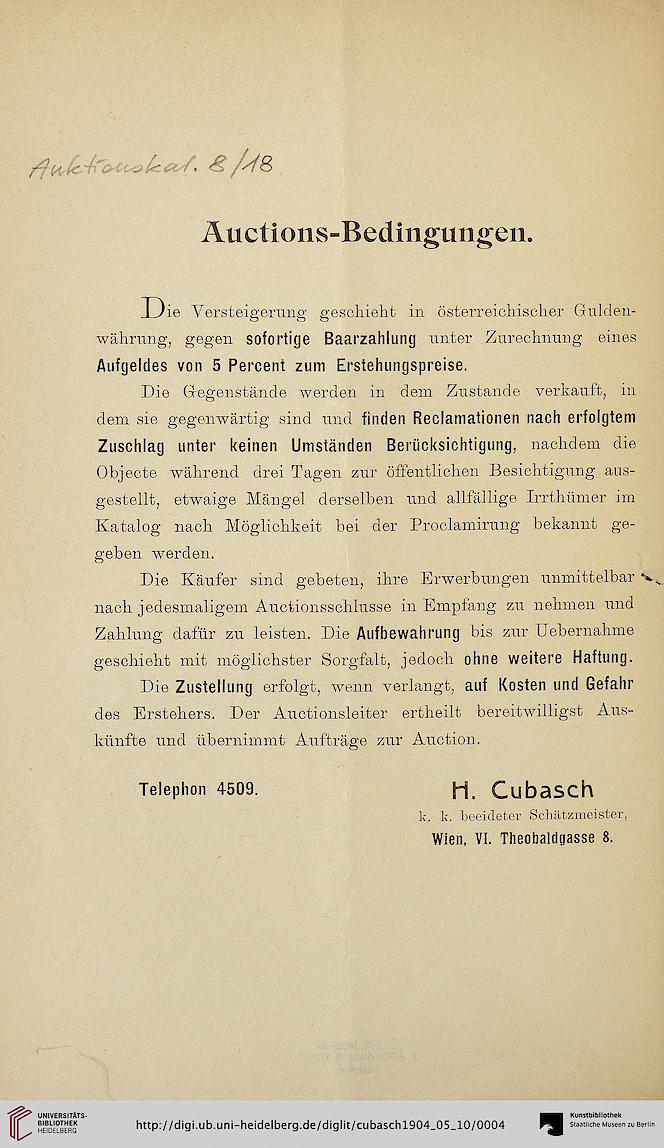 Auktionskat. 8/18
Auctions-Bedingungen.
Die Versteigerung geschieht in österreichischer Gulden-
währung, gegen sofortige Baarzahlung unter Zurechnung eines
Aufgeldes von 5 Percent zum Erstehungspreise.
Die Gegenstände werden in dem Zustande verkauft, in
dem sie gegenwärtig sind und finden Reclamationen nach erfolgtem
Zuschlag unter keinen Umständen Berücksichtigung, nachdem die
Objecte während drei Tagen zur öffentlichen Besichtigung aus-
gestellt, etwaige Mängel derselben und allfällige Irrthümer im
Katalog nach Möglichkeit bei der Proclamirung bekannt ge-
geben werden.
Die Käufer sind gebeten, ihre Erwerbungen unmittelbar
nach jedesmaligem Auctionsschlusse in Empfang zu nehmen und
Zahlung dafür zu leisten. Die Aufbewahrung bis zur Uebernahme
geschieht mit möglichster Sorgfalt, jedoch ohne weitere Haftung.
Die Zustellung erfolgt, wenn verlangt, auf Kosten und Gefahr
des Erstehers. Der Auctionsleiter ertheilt bereitwilligst Aus-
künfte und übernimmt Aufträge zur Auction.
Telephon 4509.
H. Cubasch
k. k. beeideter Schätzmeister,
Wien, VI. Theobaldgasse 8.
UNIVERSITÄTS-
BIBLIOTHEK
HEIDELBERG
http://digi.ub.uni-heidelberg.de/diglit/cubasch1904_05_10/0004
Kunstbibliothek
Staatliche Museen zu Berlin